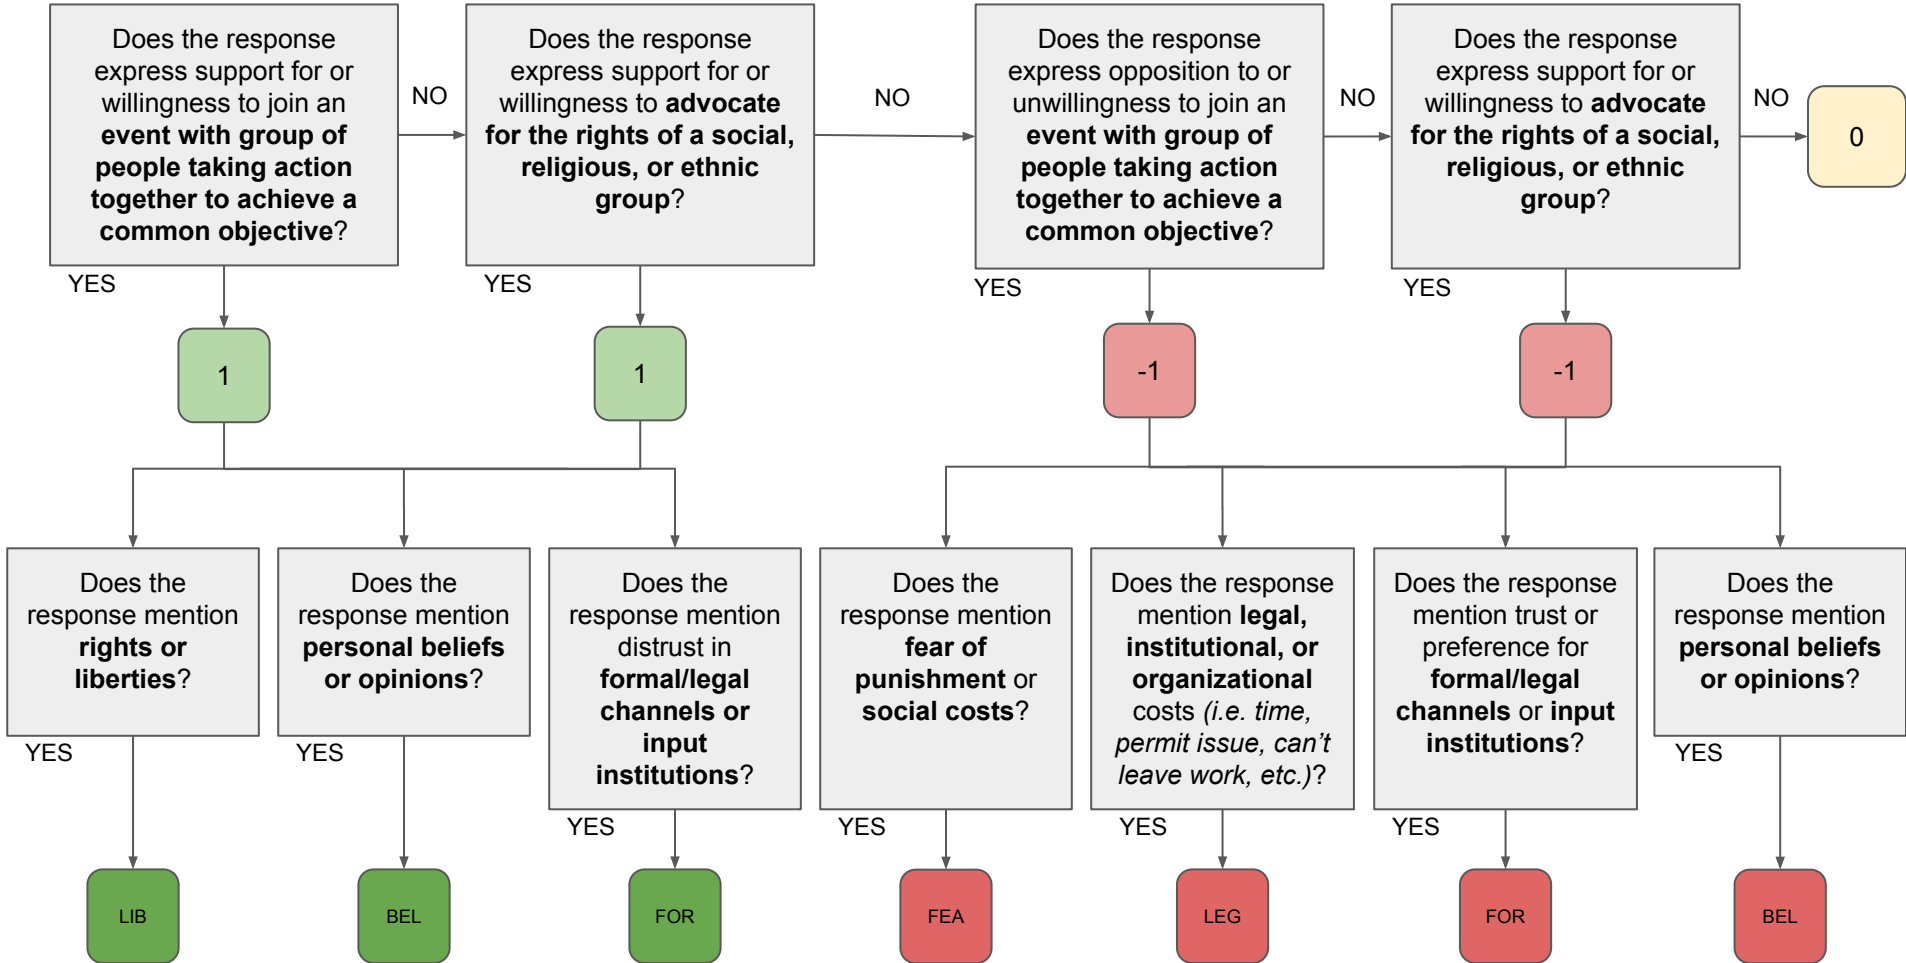 Does the response
express support for or
willingness to join an
event with group of
people taking action
together to achieve a
common objective?
NO
Does the response
express support for or
willingness to advocate
for the rights of a social,
religious, or ethnic
group?
NO
Does the response
express opposition to or
unwillingness to join an
event with group of
people taking action
together to achieve a
common objective?
NO
Does the response
express support for or
willingness to advocate
for the rights of a social,
religious, or ethnic
group?
NO
0
YES
YES
YES
YES
1
1
-1
-1
Does the
response mention
rights or
liberties?
Does the
response mention
personal beliefs
or opinions?
Does the
response mention
distrust in
formal/legal
channels or
input
institutions?
Does the
response mention
fear of
punishment or
social costs?
Does the response
mention legal,
institutional, or
organizational
costs (i.e. time,
permit issue, can't
leave work, etc.)?
Does the response
mention trust or
preference for
formal/legal
channels or input
institutions?
Does the
response mention
personal beliefs
or opinions?
YES
YES
YES
YES
YES
YES
YES
LIB
BEL
FOR
FEA
LEG
FOR
BEL